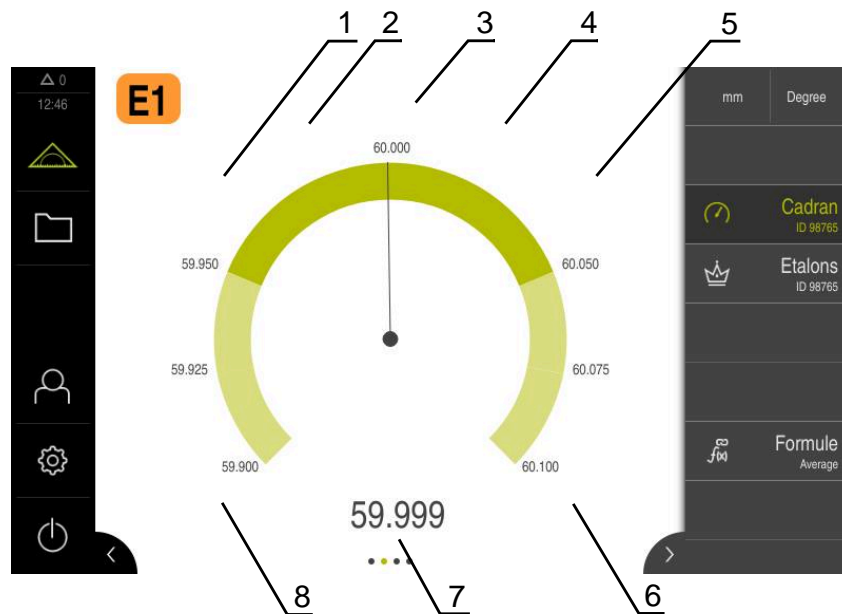 1 2 3 4 5
0
12:46
E1
mm Degree
60.000
Cadran
ID 98765
59.950
60.050
Etalons
ID 98765
59.925
60.075
59.900
60.100
Formule
Average
f(x)
59.999
8 7 6